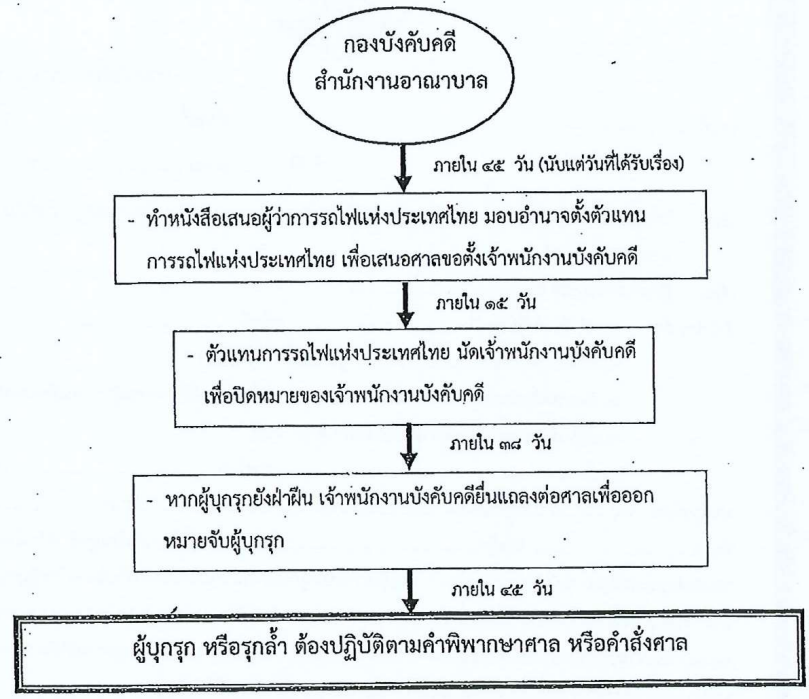 กองบังคับคดี
สำนักงานอาณาบาล
ภายใน ๔๕ วัน (นับแต่วันที่ได้รับเรื่อง)
- ทำหนังสือเสนอผู้ว่าการรถไฟแห่งประเทศไทย มอบอำนาจตั้งตัวแทน
การรถไฟแห่งประเทศไทย เพื่อเสนอศาลขอตั้งเจ้าพนักงานบังคับคดี
ภายใน ๑๕ วัน
- ตัวแทนการรถไฟแห่งประเทศไทย นัดเจ้าพนักงานบังคับคดี
เพื่อปิดหมายของเจ้าพนักงานบังคับคดี
ภายใน ๓๘ วัน
- หากผู้บุกรุกยังฝ่าฝืน เจ้าพนักงานบังคับคดียื่นแถลงต่อศาลเพื่อออก
หมายจับผู้บุกรุก
ภายใน ๔๕ วัน
ผู้บุกรุก หรือรุกล้ำ ต้องปฏิบัติตามคำพิพากษาศาล หรือคำสั่งศาล